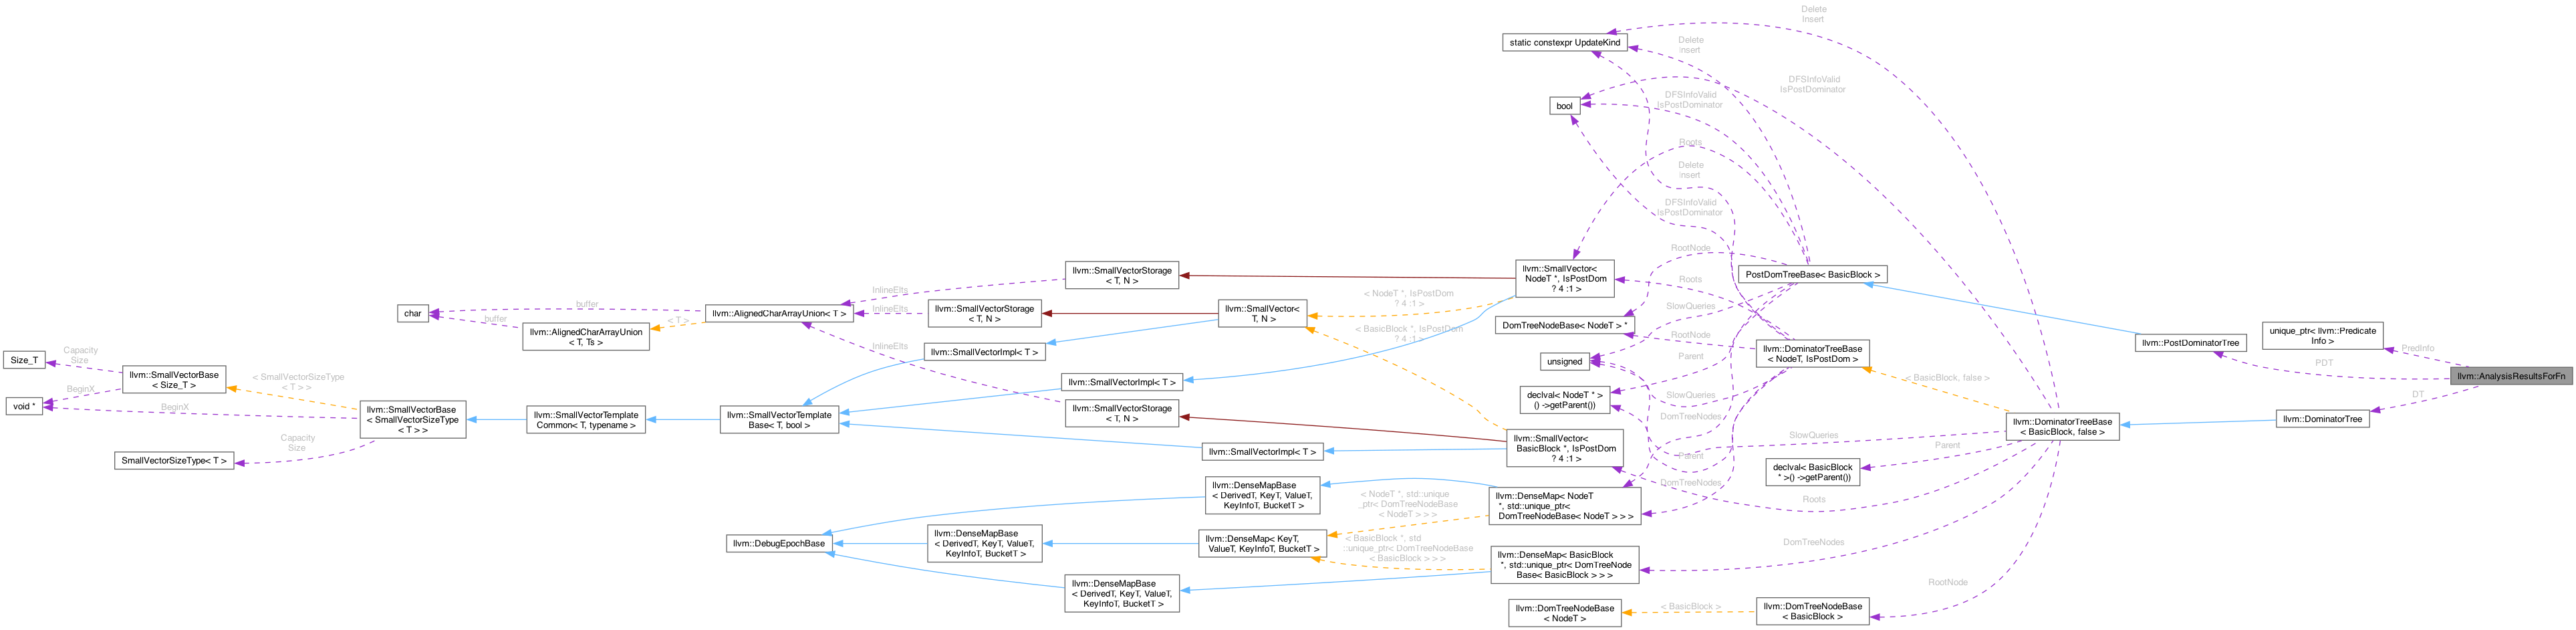 Delete
Insert
static constexpr UpdateKind
Delete
Insert
DFSInfoValid
IsPostDominator
DFSInfoValid
IsPostDominator
bool
Roots
Delete
Insert
DFSInfoValid
IsPostDominator
RootNode
llvm::SmallVectorStorage
< T, N >
llvm::SmallVector<
NodeT *, IsPostDom
? 4 :1 >
Roots
PostDomTreeBase< BasicBlock >
InlineElts
< NodeT *, IsPostDom
? 4 :1 >
buffer
char
llvm::AlignedCharArrayUnion< T >
InlineElts
llvm::SmallVectorStorage
< T, N >
llvm::SmallVector<
T, N >
SlowQueries
buffer
< T >
llvm::AlignedCharArrayUnion
< T, Ts >
DomTreeNodeBase< NodeT > *
< BasicBlock *, IsPostDom
? 4 :1 >
RootNode
unique_ptr< llvm::Predicate
Info >
InlineElts
llvm::SmallVectorImpl< T >
unsigned
Parent
llvm::DominatorTreeBase
< NodeT, IsPostDom >
llvm::PostDominatorTree
PredInfo
Size_T
Capacity
Size
PDT
llvm::SmallVectorBase
< Size_T >
< SmallVectorSizeType
< T > >
llvm::SmallVectorImpl< T >
< BasicBlock, false >
llvm::AnalysisResultsForFn
BeginX
void *
BeginX
declval< NodeT * >
() ->getParent())
SlowQueries
DT
llvm::SmallVectorBase
< SmallVectorSizeType
< T > >
llvm::SmallVectorTemplate
Common< T, typename >
llvm::SmallVectorTemplate
Base< T, bool >
llvm::SmallVectorStorage
< T, N >
DomTreeNodes
llvm::DominatorTreeBase
< BasicBlock, false >
llvm::DominatorTree
Capacity
Size
SmallVectorSizeType< T >
llvm::SmallVectorImpl< T >
llvm::SmallVector<
BasicBlock *, IsPostDom
? 4 :1 >
Parent
SlowQueries
Parent
declval< BasicBlock
* >() ->getParent())
DomTreeNodes
Roots
llvm::DenseMapBase
< DerivedT, KeyT, ValueT,
KeyInfoT, BucketT >
< NodeT *, std::unique
_ptr< DomTreeNodeBase
< NodeT > > >
llvm::DenseMap< NodeT
*, std::unique_ptr<
DomTreeNodeBase< NodeT > > >
llvm::DebugEpochBase
llvm::DenseMapBase
< DerivedT, KeyT, ValueT,
KeyInfoT, BucketT >
llvm::DenseMap< KeyT,
ValueT, KeyInfoT, BucketT >
< BasicBlock *, std
::unique_ptr< DomTreeNodeBase
< BasicBlock > > >
DomTreeNodes
llvm::DenseMap< BasicBlock
*, std::unique_ptr< DomTreeNode
Base< BasicBlock > > >
llvm::DenseMapBase
< DerivedT, KeyT, ValueT,
KeyInfoT, BucketT >
RootNode
llvm::DomTreeNodeBase
< NodeT >
< BasicBlock >
llvm::DomTreeNodeBase
< BasicBlock >